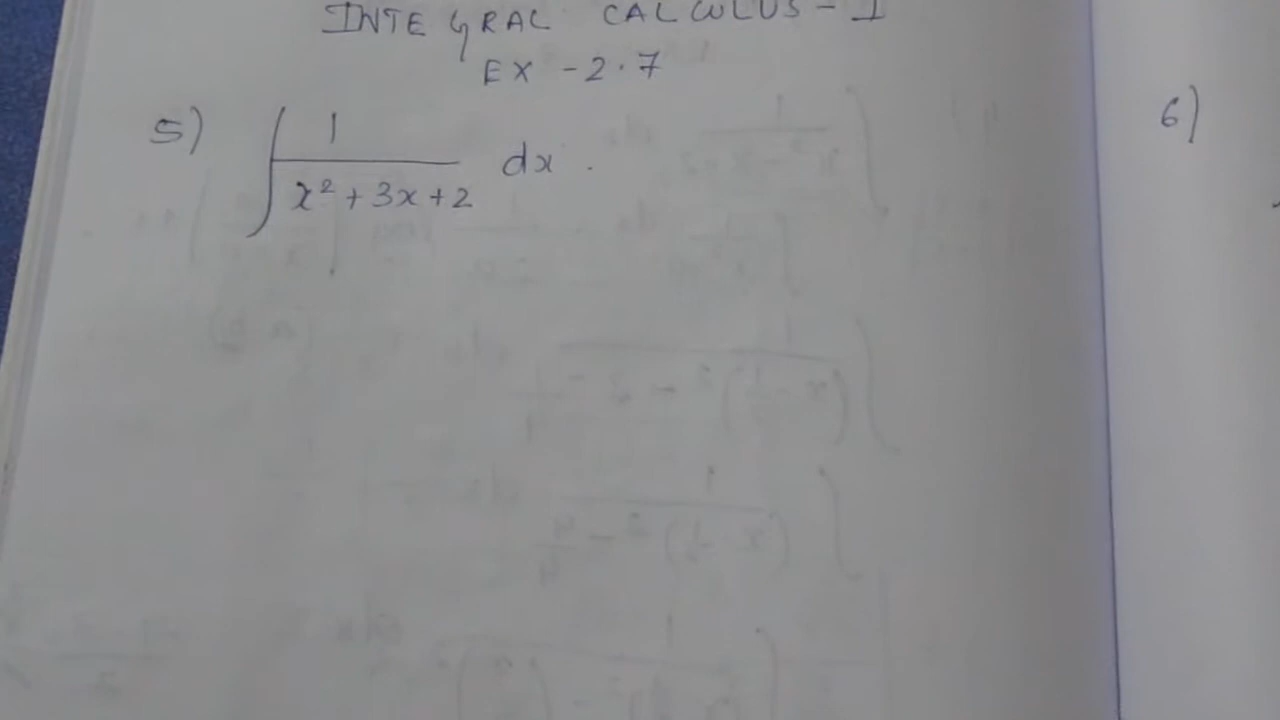 INTEGRAL CALCULUS - I
EX - 2.7
5) ∫ 1 / (x² + 3x + 2) dx.
6)